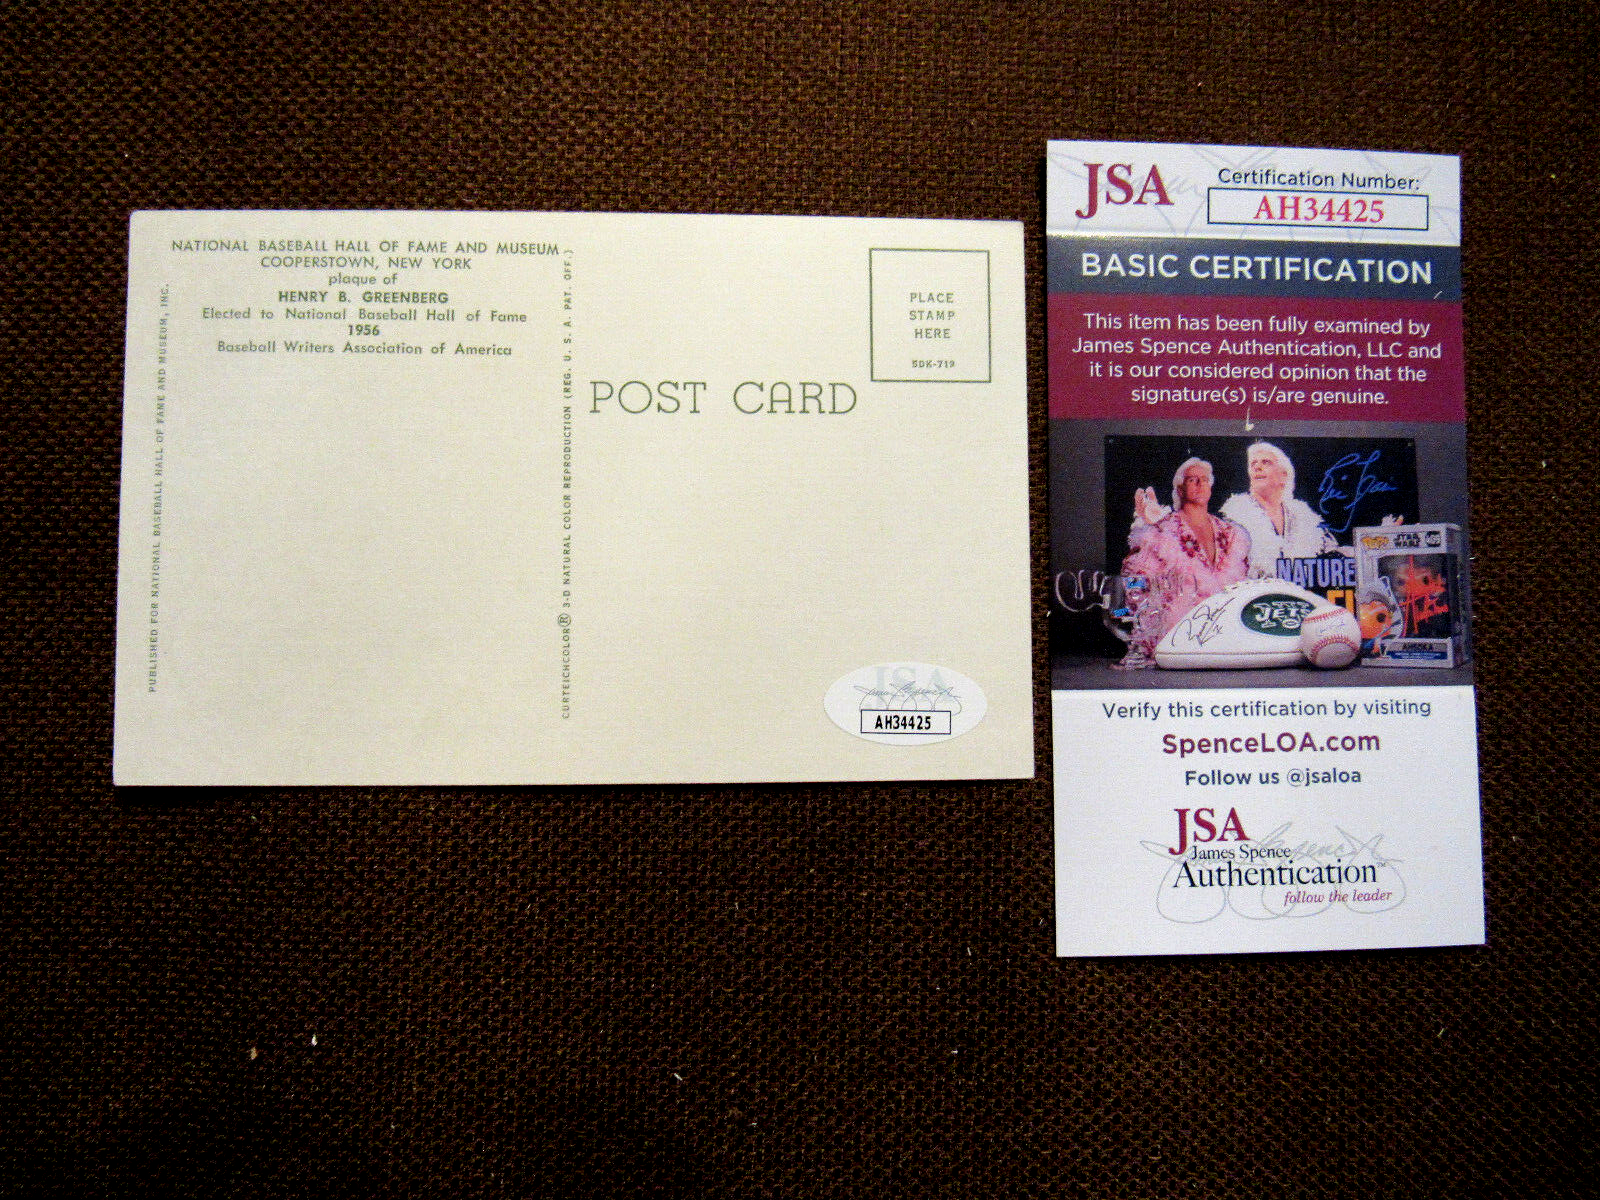 NATIONAL BASEBALL HALL OF FAME AND MUSEUM
COOPERSTOWN, NEW YORK
plaque of
HENRY B. GREENBERG
Elected to National Baseball Hall of Fame
1956
Baseball Writers Association of America
PUBLISHED FOR NATIONAL BASEBALL HALL OF FAME AND MUSEUM, INC.
CURTEICHCOLOR® 3-D NATURAL COLOR REPRODUCTION (REG. U. S. A. PAT. OFF.)
POST CARD
PLACE
STAMP
HERE
5DK-719
JSA
AH34425
JSA
Certification Number:
AH34425
BASIC CERTIFICATION
This item has been fully examined by
James Spence Authentication, LLC and
it is our considered opinion that the
signature(s) is/are genuine.
NATURE
JETS
STAR
WARS
Verify this certification by visiting
SpenceLOA.com
Follow us @jsaloa
JSA
James Spence
Authentication™
follow the leader